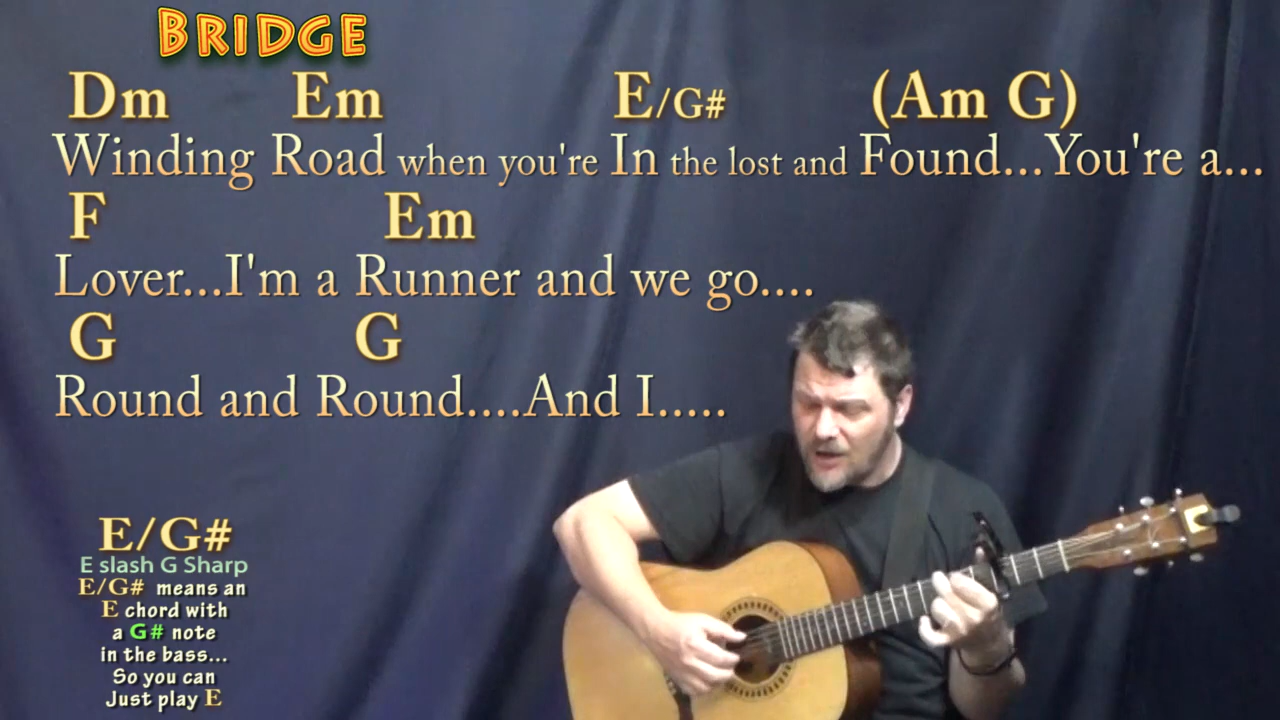 BRIDGE
Dm Em E/G# (Am G)
Winding Road when you're In the lost and Found...You're a...
F Em
Lover...I'm a Runner and we go....
G G
Round and Round....And I.....
E/G#
E slash G Sharp
E/G# means an
E chord with
a G# note
in the bass...
So you can
Just play E